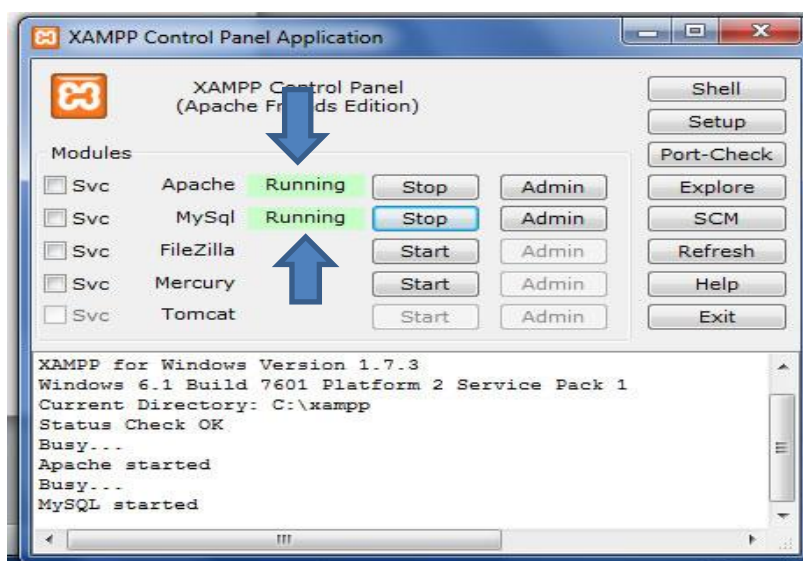 XAMPP Control Panel Application
XAMPP Control Panel
(Apache Friends Edition)
Shell
Setup
Port-Check
Modules
Svc Apache Running Stop Admin Explore
Svc MySql Running Stop Admin SCM
Svc FileZilla Start Admin Refresh
Svc Mercury Start Admin Help
Svc Tomcat Start Admin Exit
XAMPP for Windows Version 1.7.3
Windows 6.1 Build 7601 Platform 2 Service Pack 1
Current Directory: C:\xampp
Status Check OK
Busy...
Apache started
Busy...
MySQL started